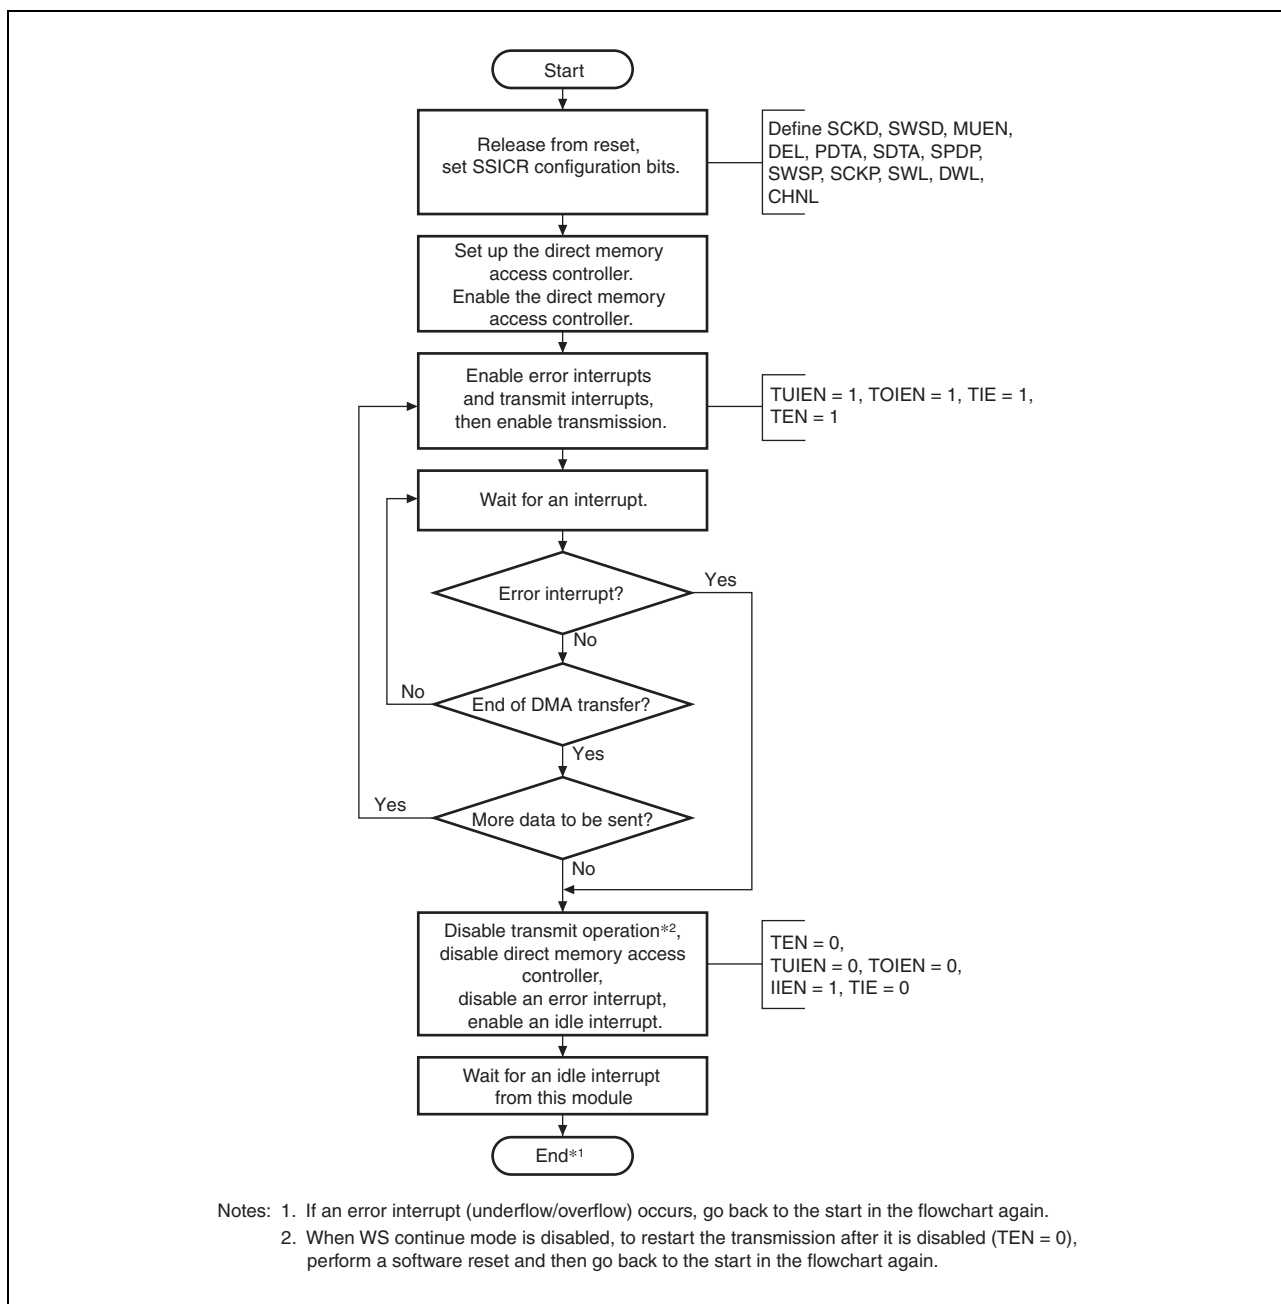 Start
Release from reset,
set SSICR configuration bits.
Define SCKD, SWSD, MUEN,
DEL, PDTA, SDTA, SPDP,
SWSP, SCKP, SWL, DWL,
CHNL
Set up the direct memory
access controller.
Enable the direct memory
access controller.
Enable error interrupts
and transmit interrupts,
then enable transmission.
TUIEN = 1, TOIEN = 1, TIE = 1,
TEN = 1
Wait for an interrupt.
Error interrupt?
Yes
No
End of DMA transfer?
No
Yes
More data to be sent?
Yes
No
Disable transmit operation*2,
disable direct memory access
controller,
disable an error interrupt,
enable an idle interrupt.
TEN = 0,
TUIEN = 0, TOIEN = 0,
IIEN = 1, TIE = 0
Wait for an idle interrupt
from this module
End*1
Notes: 1. If an error interrupt (underflow/overflow) occurs, go back to the start in the flowchart again.
2. When WS continue mode is disabled, to restart the transmission after it is disabled (TEN = 0),
perform a software reset and then go back to the start in the flowchart again.